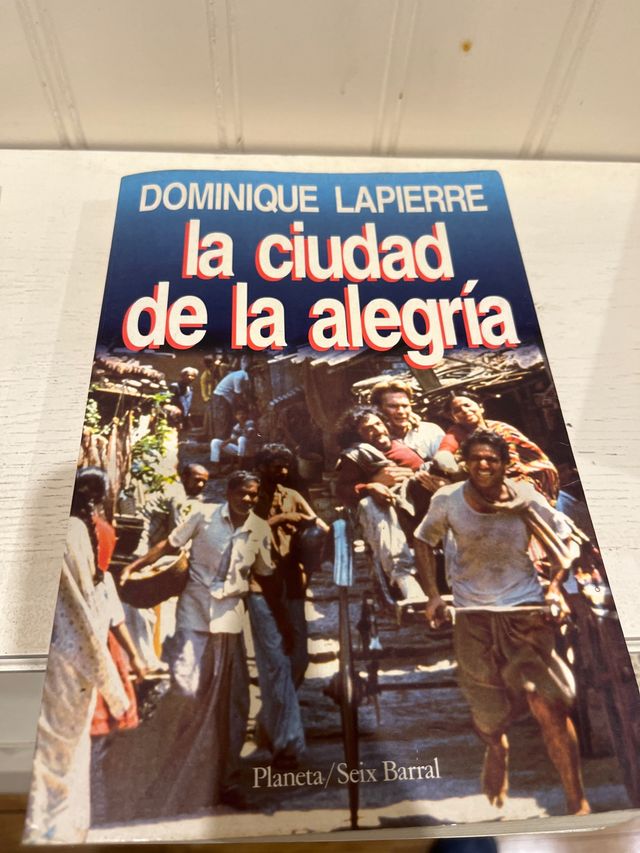 DOMINIQUE LAPIERRE
la ciudad
de la alegría
Planeta/Seix Barral